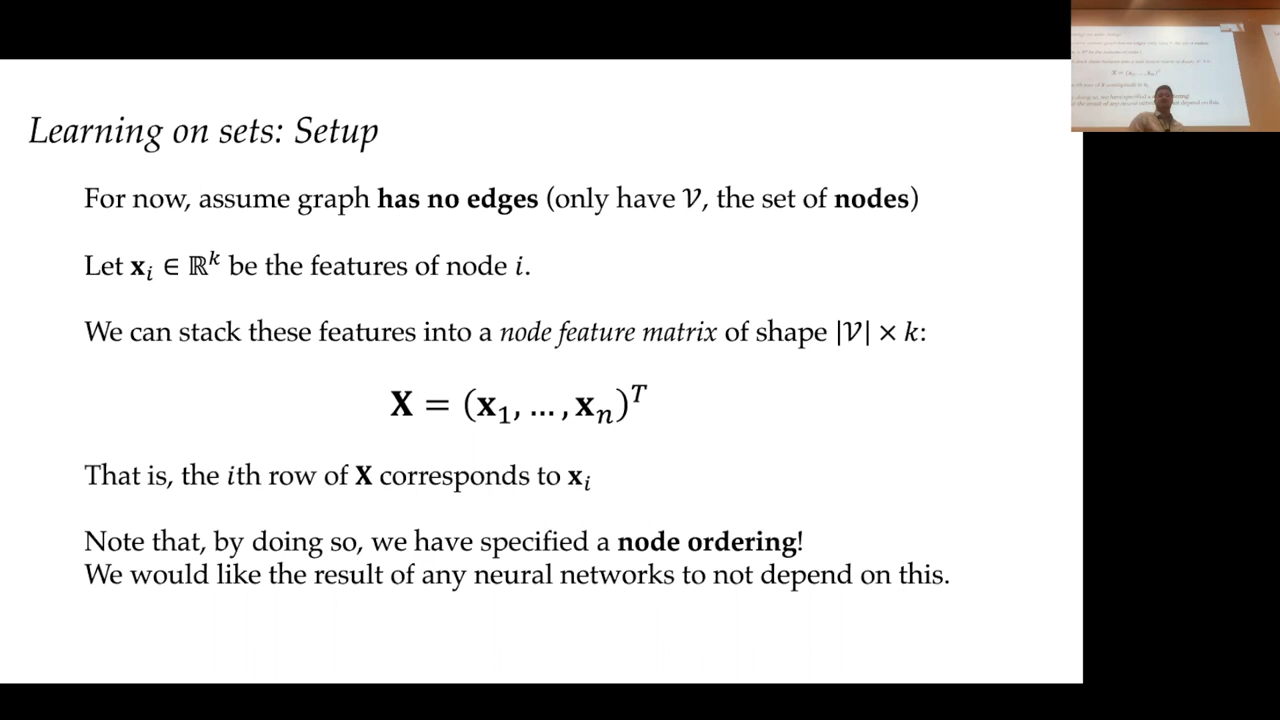 Learning on sets: Setup
For now, assume graph has no edges (only have 𝒱, the set of nodes)
Let xᵢ ∈ ℝᵏ be the features of node i.
We can stack these features into a node feature matrix of shape |𝒱| × k:
X = (x₁, … , xₙ)ᵀ
That is, the ith row of X corresponds to xᵢ
Note that, by doing so, we have specified a node ordering!
We would like the result of any neural networks to not depend on this.